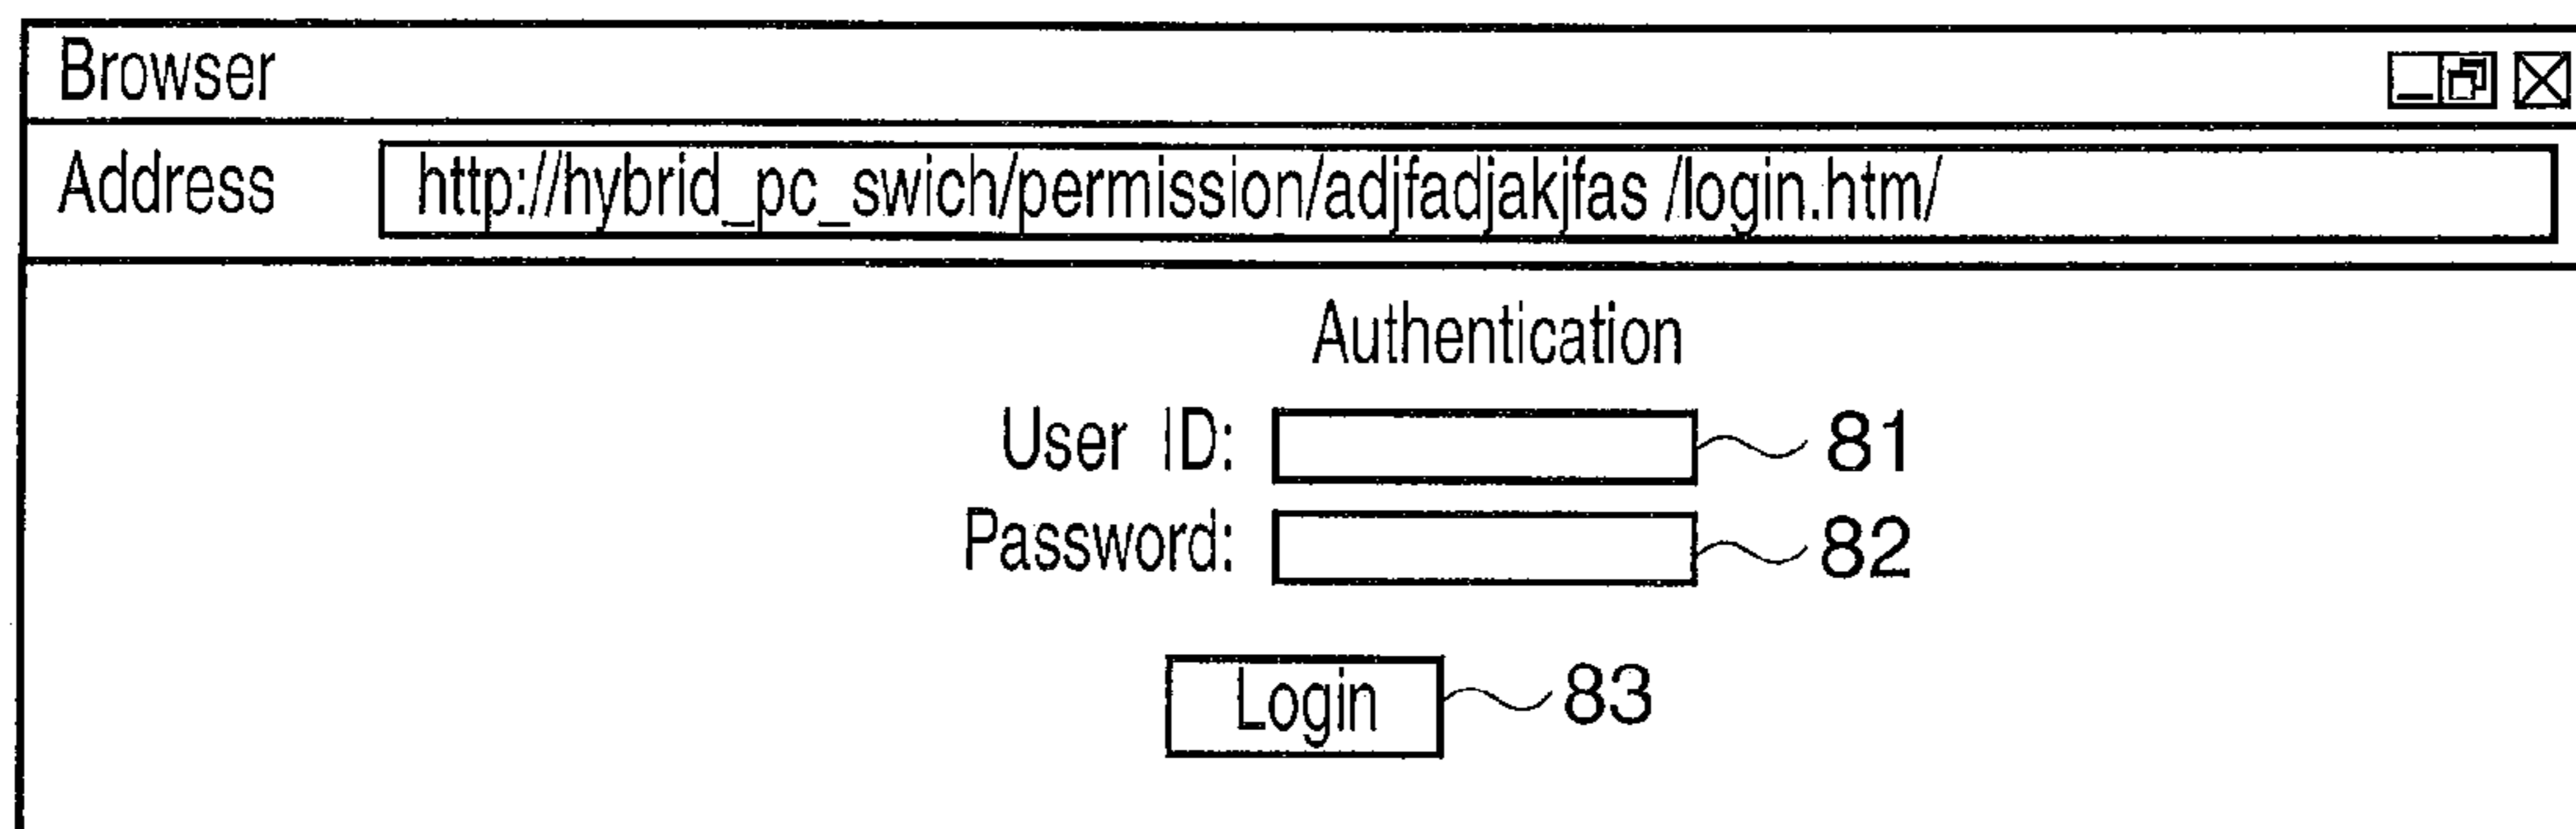 Browser
Address http://hybrid_pc_swich/permission/adjfadjakjfas /login.htm/
Authentication
User ID: 81
Password: 82
Login 83